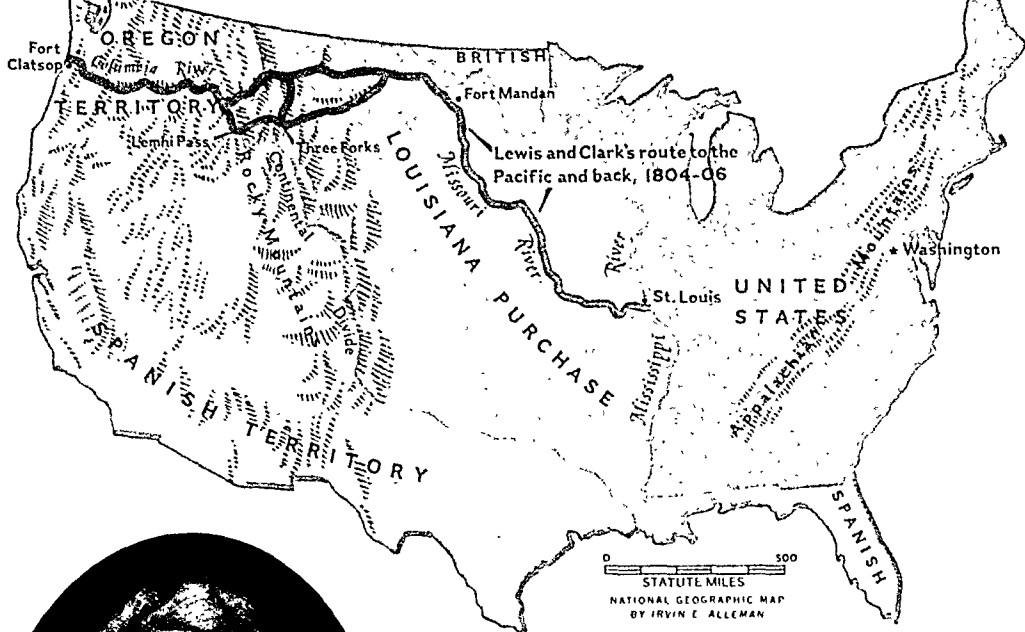 OREGON
Fort
Clatsop
Columbia River
TERRITORY
BRITISH
Fort Mandan
Lemhi Pass
Three Forks
Lewis and Clark's route to the
Pacific and back, 1804-06
LOUISIANA PURCHASE
Missouri
River
Rocky Mountains
Continental
Divide
River
Mississippi
St. Louis
UNITED
STATES
Appalachian Mountains
Washington
SPANISH TERRITORY
SPANISH
0 500
STATUTE MILES
NATIONAL GEOGRAPHIC MAP
BY IRVIN E. ALLEMAN